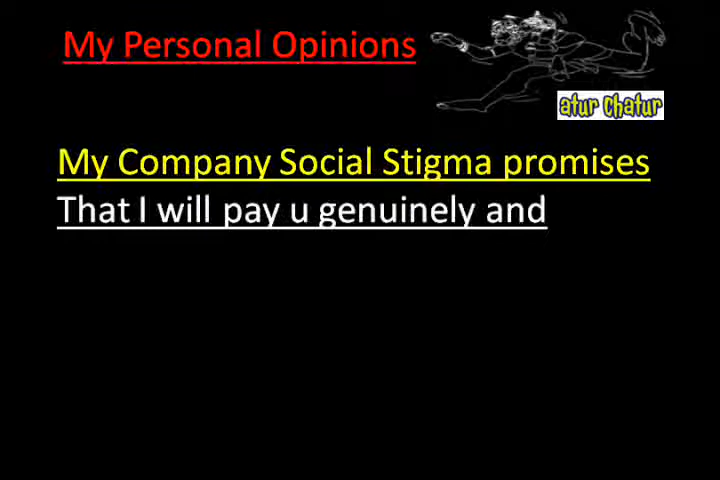 My Personal Opinions
atur chatur
My Company Social Stigma promises
That I will pay u genuinely and